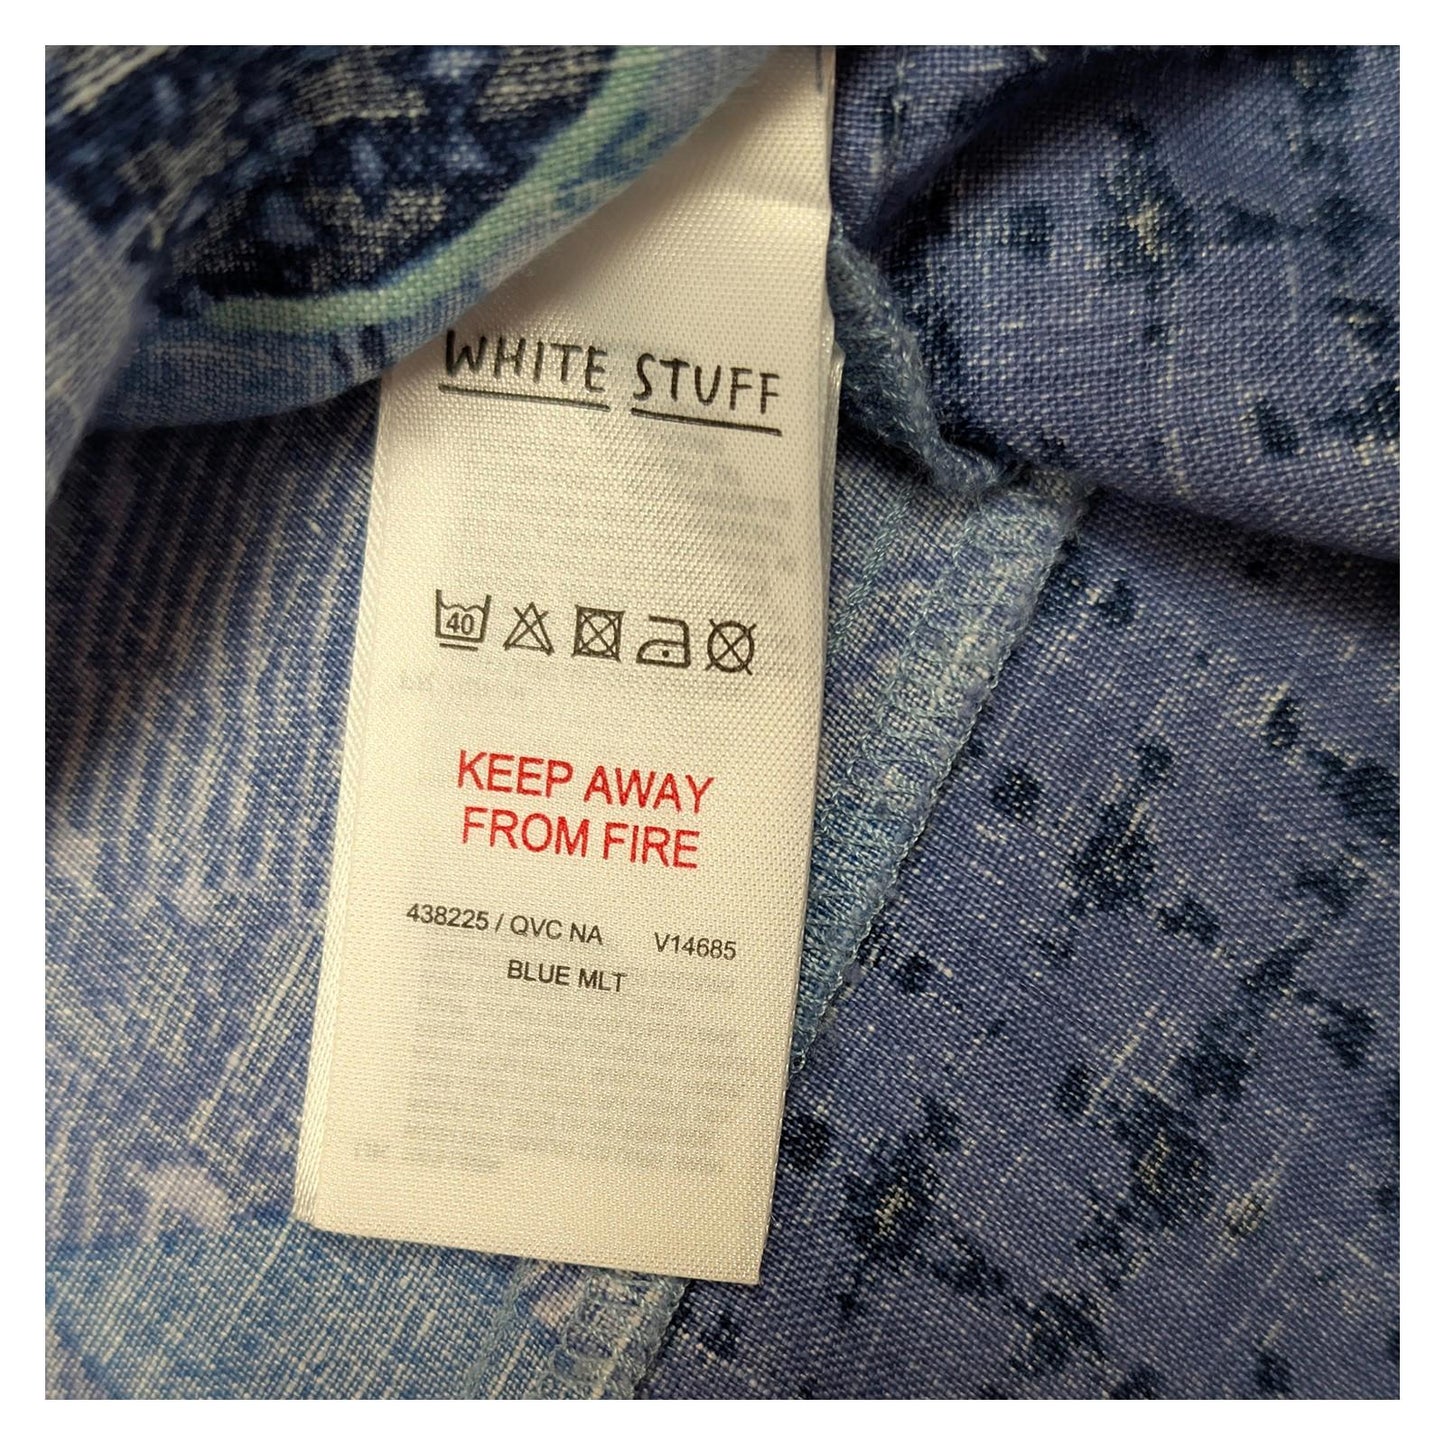 WHITE STUFF
40
KEEP AWAY
FROM FIRE
438225 / QVC NA V14685
BLUE MLT